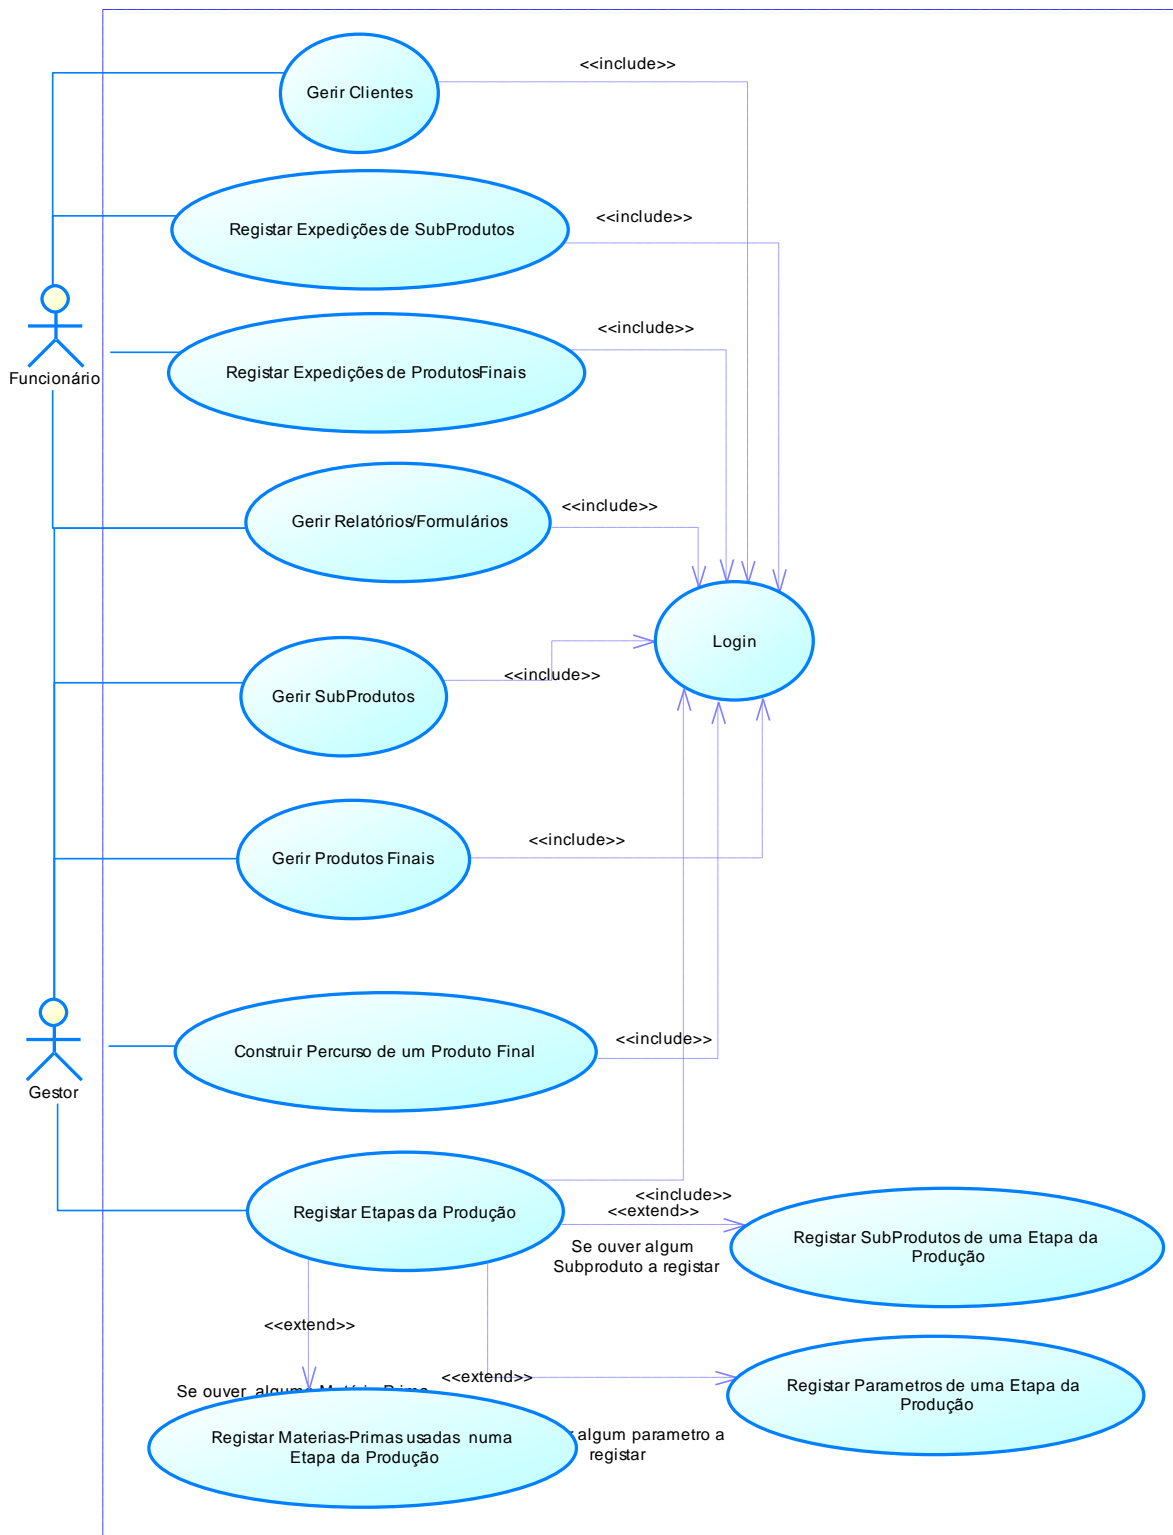 <<include>>
Gerir Clientes
<<include>>
Registar Expedições de SubProdutos
<<include>>
Registar Expedições de ProdutosFinais
Funcionário
<<include>>
Gerir Relatórios/Formulários
Login
<<include>>
Gerir SubProdutos
<<include>>
Gerir Produtos Finais
<<include>>
Construir Percurso de um Produto Final
Gestor
<<include>>
<<extend>>
Registar Etapas da Produção
Registar SubProdutos de uma Etapa da
Produção
Se ouver algum
Subproduto a registar
<<extend>>
<<extend>>
Registar Parametros de uma Etapa da
Produção
Se ouver
Registar Materias-Primas usadas numa
Etapa da Produção
algum parametro a
registar